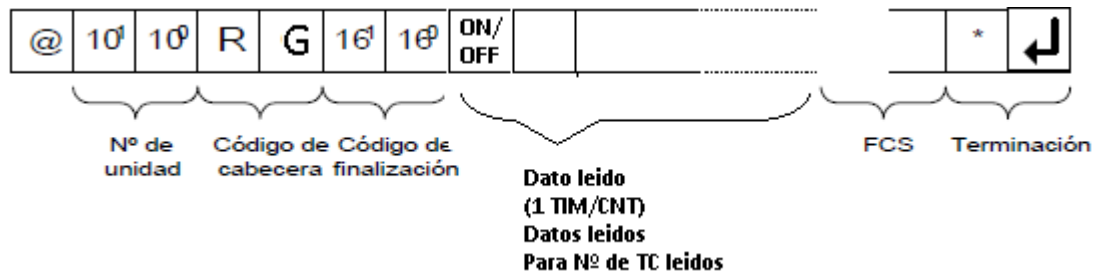 @ 10¹ 10⁰ R G 16¹ 16⁰ ON/ OFF * ↵
Nº de unidad Código de cabecera Código de finalización FCS Terminación
Dato leido
(1 TIM/CNT)
Datos leidos
Para Nº de TC leidos